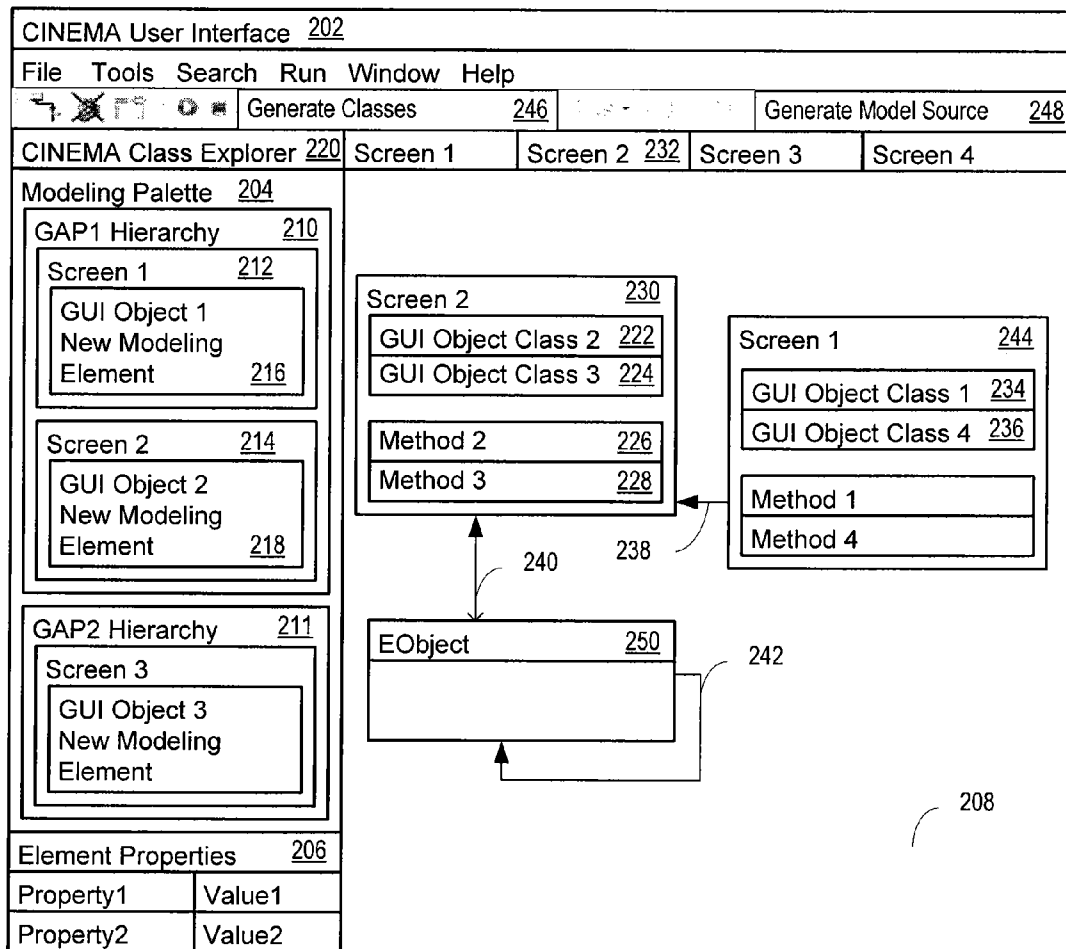 CINEMA User Interface 202
File Tools Search Run Window Help
Generate Classes 246 Generate Model Source 248
CINEMA Class Explorer 220 Screen 1 Screen 2 232 Screen 3 Screen 4
Modeling Palette 204
GAP1 Hierarchy 210
Screen 1 212
GUI Object 1
New Modeling
Element 216
Screen 2 214
GUI Object 2
New Modeling
Element 218
GAP2 Hierarchy 211
Screen 3
GUI Object 3
New Modeling
Element
Element Properties 206
Property1 Value1
Property2 Value2
Screen 2 230
GUI Object Class 2 222
GUI Object Class 3 224
Method 2 226
Method 3 228
Screen 1 244
GUI Object Class 1 234
GUI Object Class 4 236
Method 1
Method 4
238
240
EObject 250
242
208